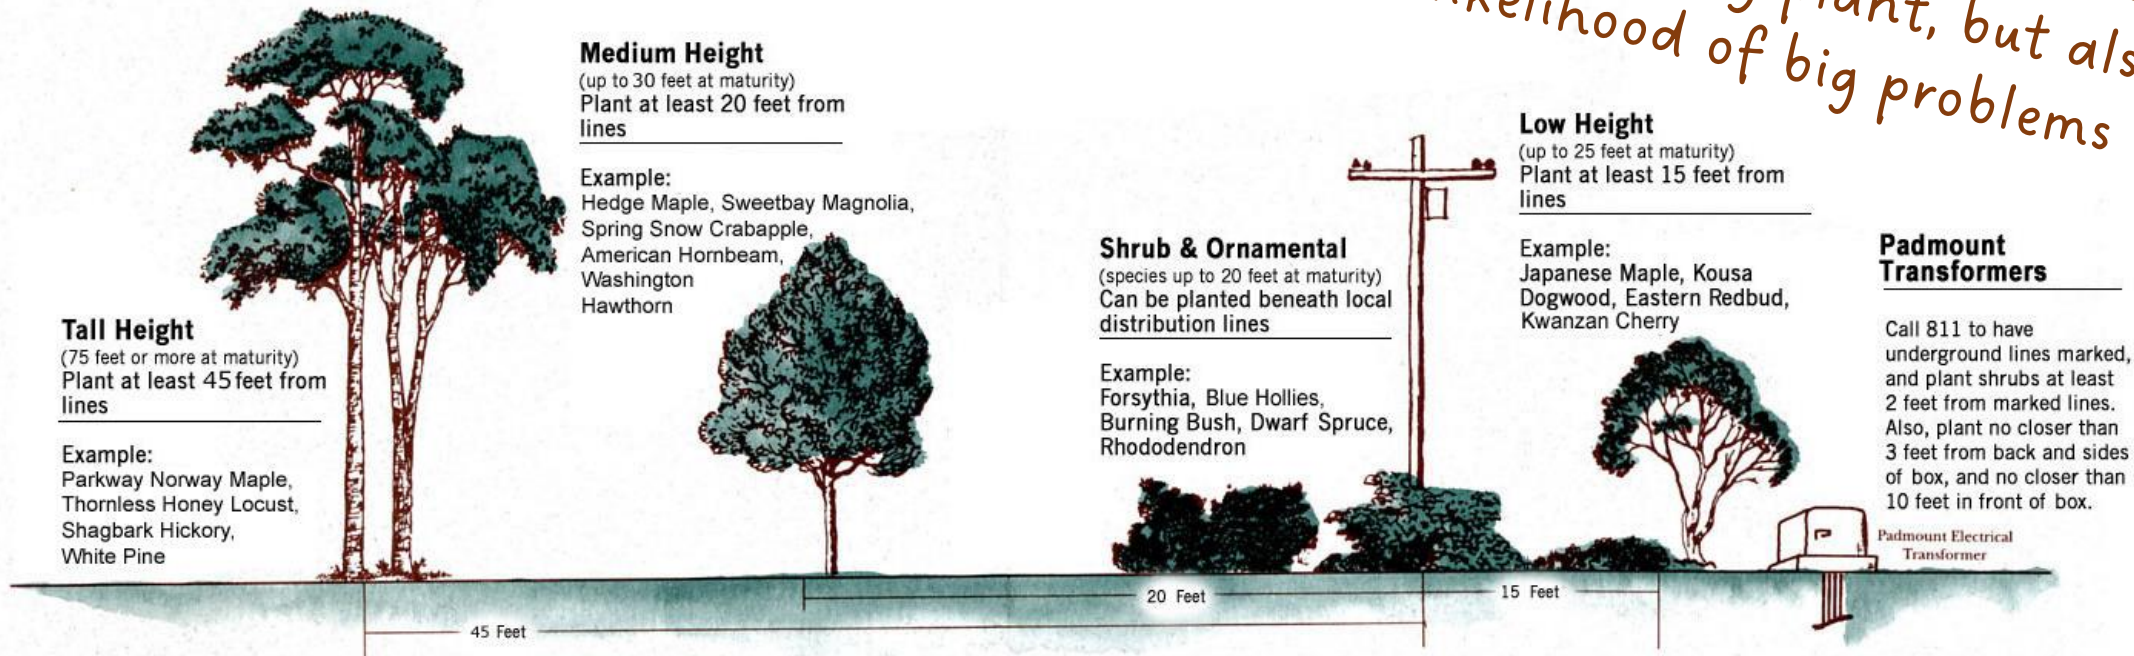 plant, but als
kelihood of big problems
Medium Height
(up to 30 feet at maturity)
Plant at least 20 feet from
lines
Example:
Hedge Maple, Sweetbay Magnolia,
Spring Snow Crabapple,
American Hornbeam,
Washington
Hawthorn
Low Height
(up to 25 feet at maturity)
Plant at least 15 feet from
lines
Example:
Japanese Maple, Kousa
Dogwood, Eastern Redbud,
Kwanzan Cherry
Shrub & Ornamental
(species up to 20 feet at maturity)
Can be planted beneath local
distribution lines
Example:
Forsythia, Blue Hollies,
Burning Bush, Dwarf Spruce,
Rhododendron
Padmount
Transformers
Call 811 to have
underground lines marked,
and plant shrubs at least
2 feet from marked lines.
Also, plant no closer than
3 feet from back and sides
of box, and no closer than
10 feet in front of box.
Tall Height
(75 feet or more at maturity)
Plant at least 45 feet from
lines
Example:
Parkway Norway Maple,
Thornless Honey Locust,
Shagbark Hickory,
White Pine
Padmount Electrical
Transformer
20 Feet
15 Feet
45 Feet